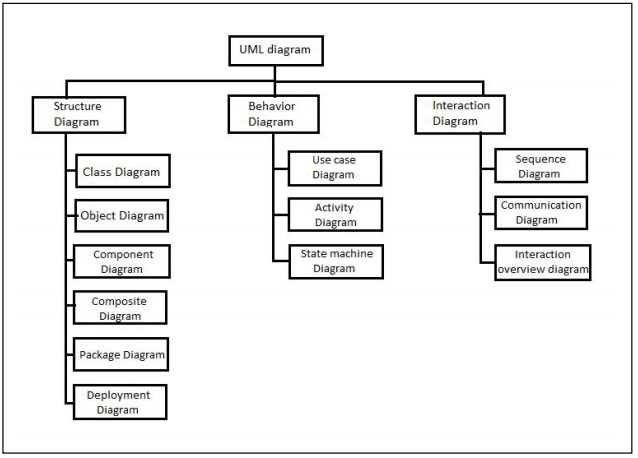 UML diagram
Structure
Diagram
Class Diagram
Object Diagram
Component
Diagram
Composite
Diagram
Package Diagram
Deployment
Diagram
Behavior
Diagram
Use case
Diagram
Activity
Diagram
State machine
Diagram
Interaction
Diagram
Sequence
Diagram
Communication
Diagram
Interaction
overview diagram